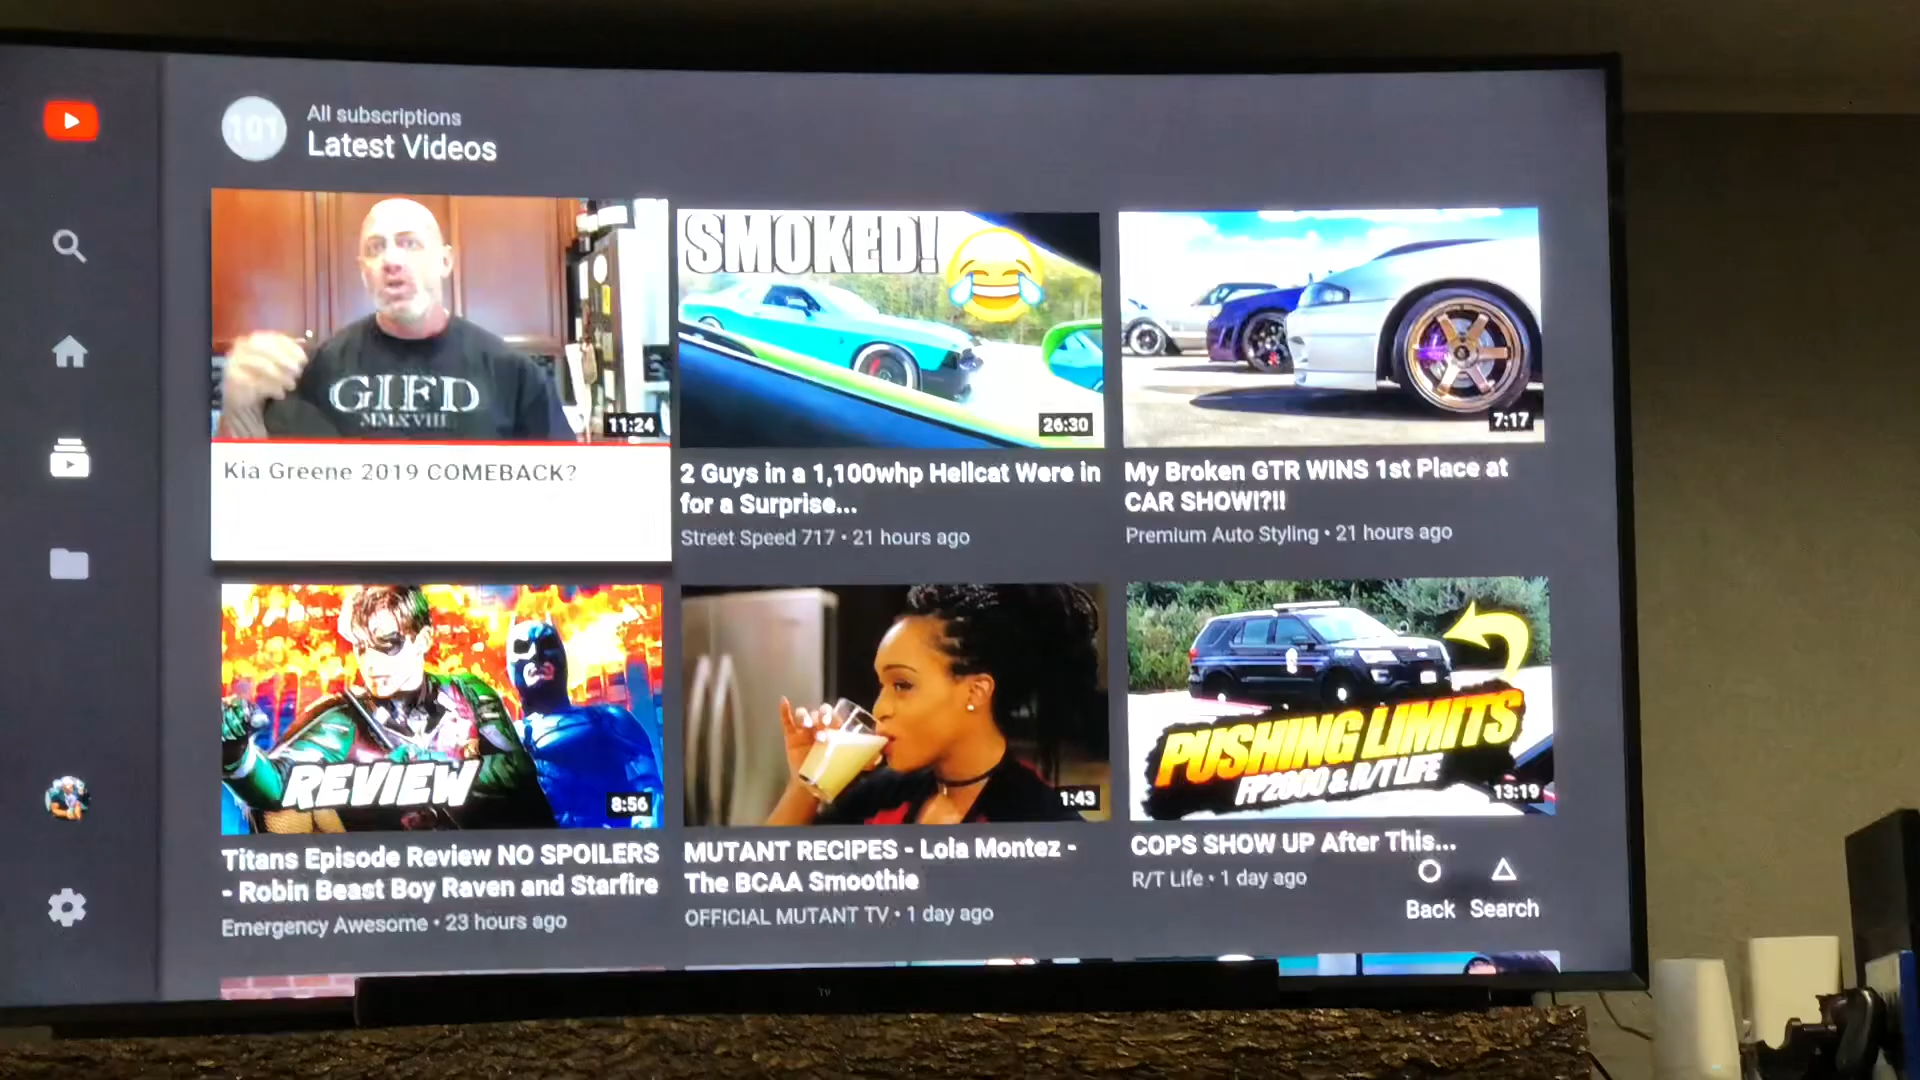 101
All subscriptions
Latest Videos
GIFD
MMXVIII
11:24
Kia Greene 2019 COMEBACK?
SMOKED!
26:30
2 Guys in a 1,100whp Hellcat Were in
for a Surprise...
Street Speed 717 • 21 hours ago
7:17
My Broken GTR WINS 1st Place at
CAR SHOW!?!!
Premium Auto Styling • 21 hours ago
REVIEW
8:56
Titans Episode Review NO SPOILERS
- Robin Beast Boy Raven and Starfire
Emergency Awesome • 23 hours ago
1:43
MUTANT RECIPES - Lola Montez -
The BCAA Smoothie
OFFICIAL MUTANT TV • 1 day ago
PUSHING LIMITS
FP2000 & R/T LIFE
13:19
COPS SHOW UP After This...
R/T Life • 1 day ago
Back Search
TV